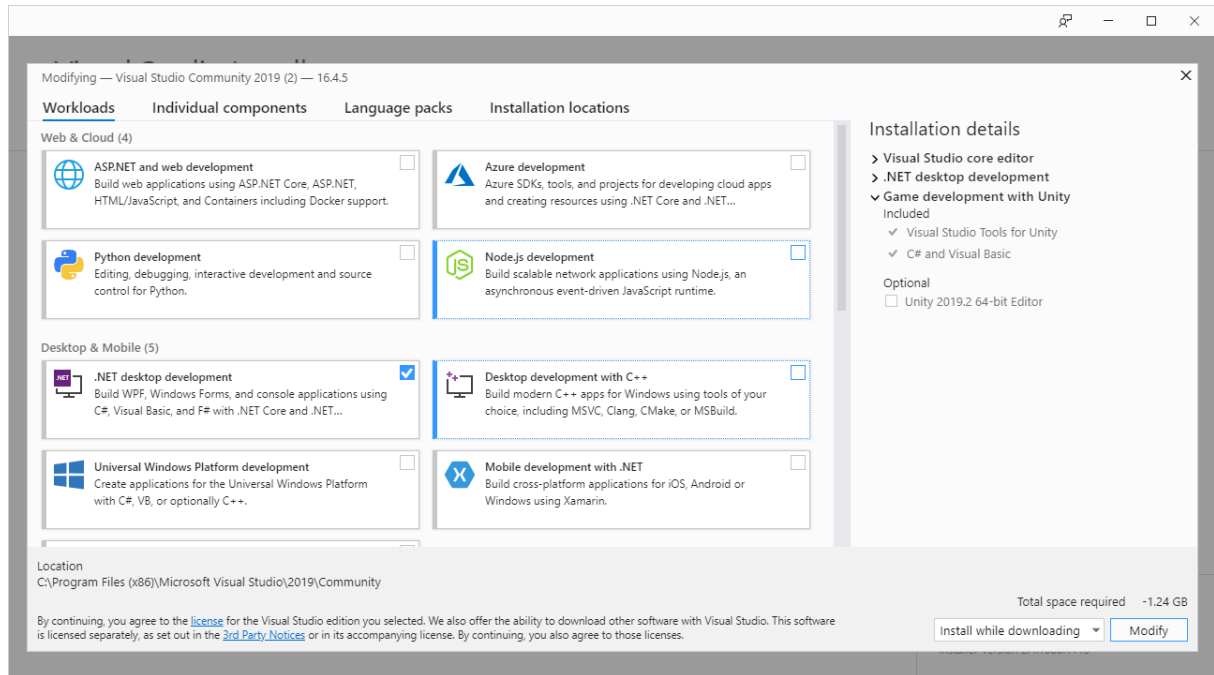 Modifying — Visual Studio Community 2019 (2) — 16.4.5
Workloads Individual components Language packs Installation locations
Web & Cloud (4)
ASP.NET and web development
Build web applications using ASP.NET Core, ASP.NET,
HTML/JavaScript, and Containers including Docker support.
Azure development
Azure SDKs, tools, and projects for developing cloud apps
and creating resources using .NET Core and .NET...
Python development
Editing, debugging, interactive development and source
control for Python.
JS
Node.js development
Build scalable network applications using Node.js, an
asynchronous event-driven JavaScript runtime.
Desktop & Mobile (5)
.NET
.NET desktop development
Build WPF, Windows Forms, and console applications using
C#, Visual Basic, and F# with .NET Core and .NET...
Desktop development with C++
Build modern C++ apps for Windows using tools of your
choice, including MSVC, Clang, CMake, or MSBuild.
Universal Windows Platform development
Create applications for the Universal Windows Platform
with C#, VB, or optionally C++.
Mobile development with .NET
Build cross-platform applications for iOS, Android or
Windows using Xamarin.
Installation details
Visual Studio core editor
.NET desktop development
Game development with Unity
Included
Visual Studio Tools for Unity
C# and Visual Basic
Optional
Unity 2019.2 64-bit Editor
Location
C:\Program Files (x86)\Microsoft Visual Studio\2019\Community
Total space required -1.24 GB
By continuing, you agree to the license for the Visual Studio edition you selected. We also offer the ability to download other software with Visual Studio. This software
is licensed separately, as set out in the 3rd Party Notices or in its accompanying license. By continuing, you also agree to those licenses.
Install while downloading Modify